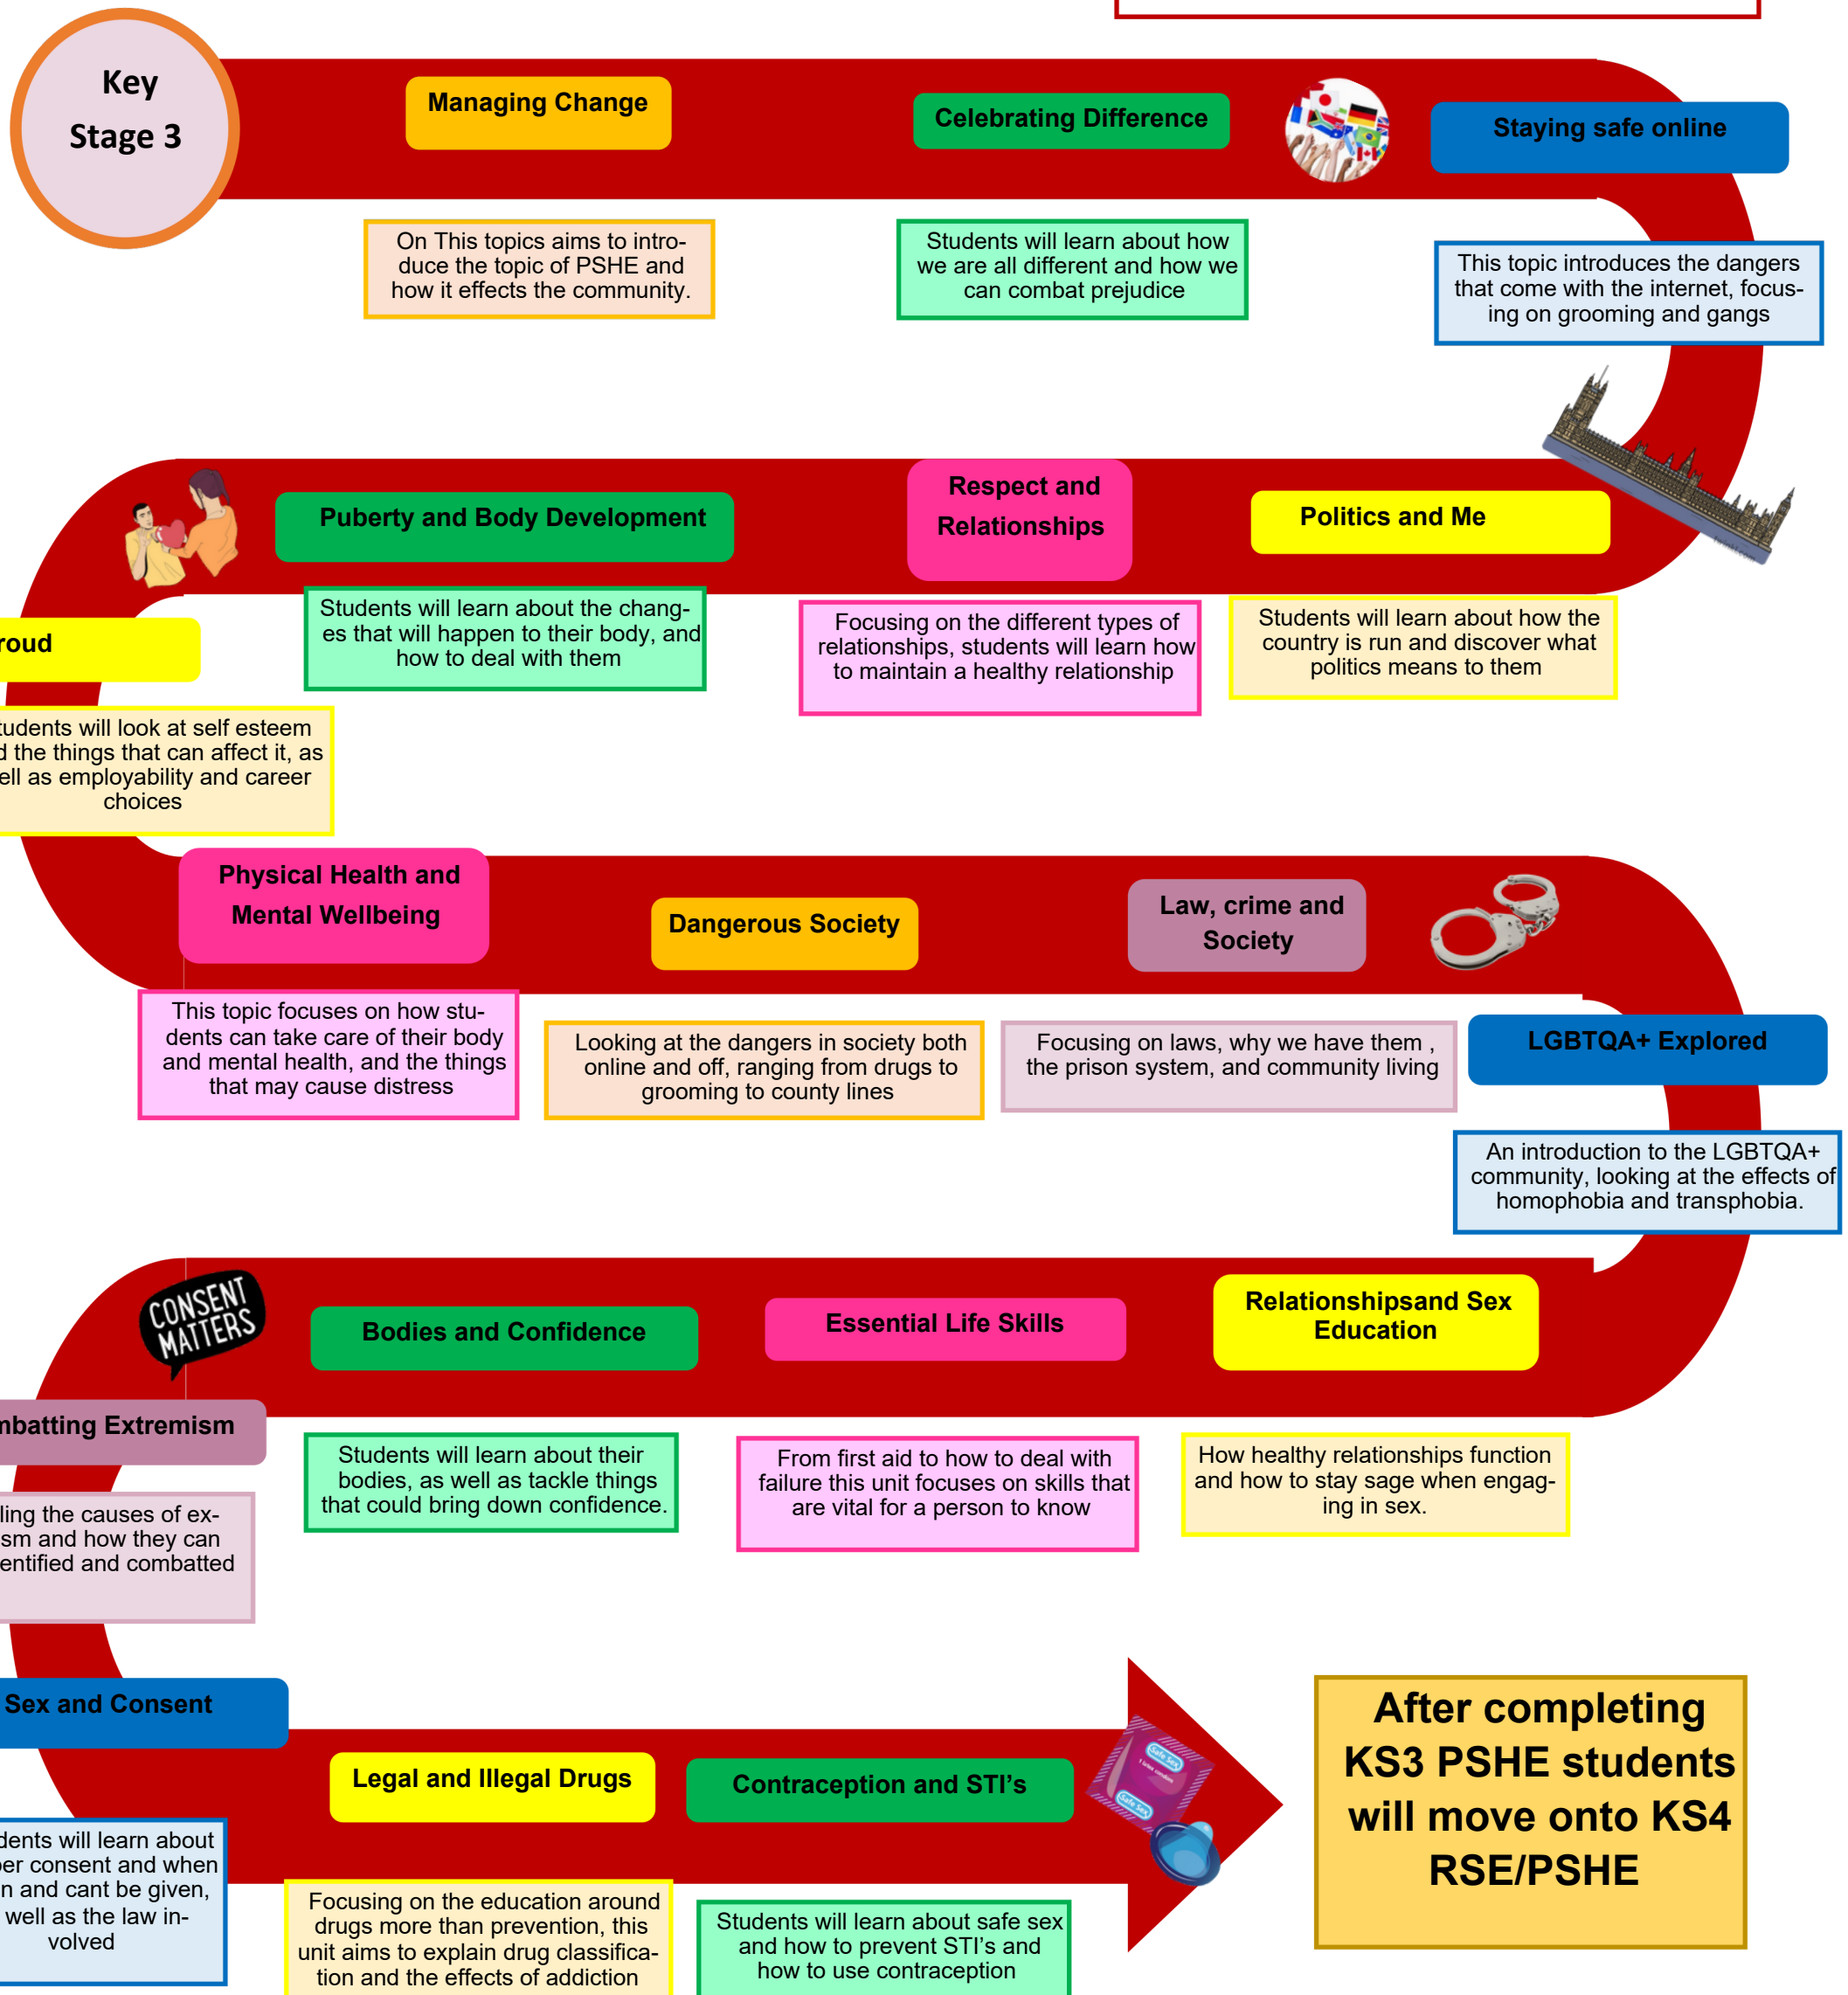 Key
Stage 3
Managing Change
Celebrating Difference
Staying safe online
On This topics aims to intro-
duce the topic of PSHE and
how it effects the community.
Students will learn about how
we are all different and how we
can combat prejudice
This topic introduces the dangers
that come with the internet, focus-
ing on grooming and gangs
Politics and Me
Respect and
Relationships
Puberty and Body Development
Students will learn about how the
country is run and discover what
politics means to them
Focusing on the different types of
relationships, students will learn how
to maintain a healthy relationship
Students will learn about the chang-
es that will happen to their body, and
how to deal with them
roud
tudents will look at self esteem
d the things that can affect it, as
ell as employability and career
choices
Physical Health and
Mental Wellbeing
Dangerous Society
Law, crime and
Society
LGBTQA+ Explored
This topic focuses on how stu-
dents can take care of their body
and mental health, and the things
that may cause distress
Looking at the dangers in society both
online and off, ranging from drugs to
grooming to county lines
Focusing on laws, why we have them ,
the prison system, and community living
An introduction to the LGBTQA+
community, looking at the effects of
homophobia and transphobia.
Relationshipsand Sex
Education
Essential Life Skills
Bodies and Confidence
CONSENT
MATTERS
How healthy relationships function
and how to stay sage when engag-
ing in sex.
From first aid to how to deal with
failure this unit focuses on skills that
are vital for a person to know
Students will learn about their
bodies, as well as tackle things
that could bring down confidence.
mbatting Extremism
ling the causes of ex-
sm and how they can
entified and combatted
Sex and Consent
dents will learn about
per consent and when
n and cant be given,
well as the law in-
volved
Legal and Illegal Drugs
Contraception and STI's
Safe Sex
Safe Sex
Focusing on the education around
drugs more than prevention, this
unit aims to explain drug classifica-
tion and the effects of addiction
Students will learn about safe sex
and how to prevent STI's and
how to use contraception
After completing
KS3 PSHE students
will move onto KS4
RSE/PSHE